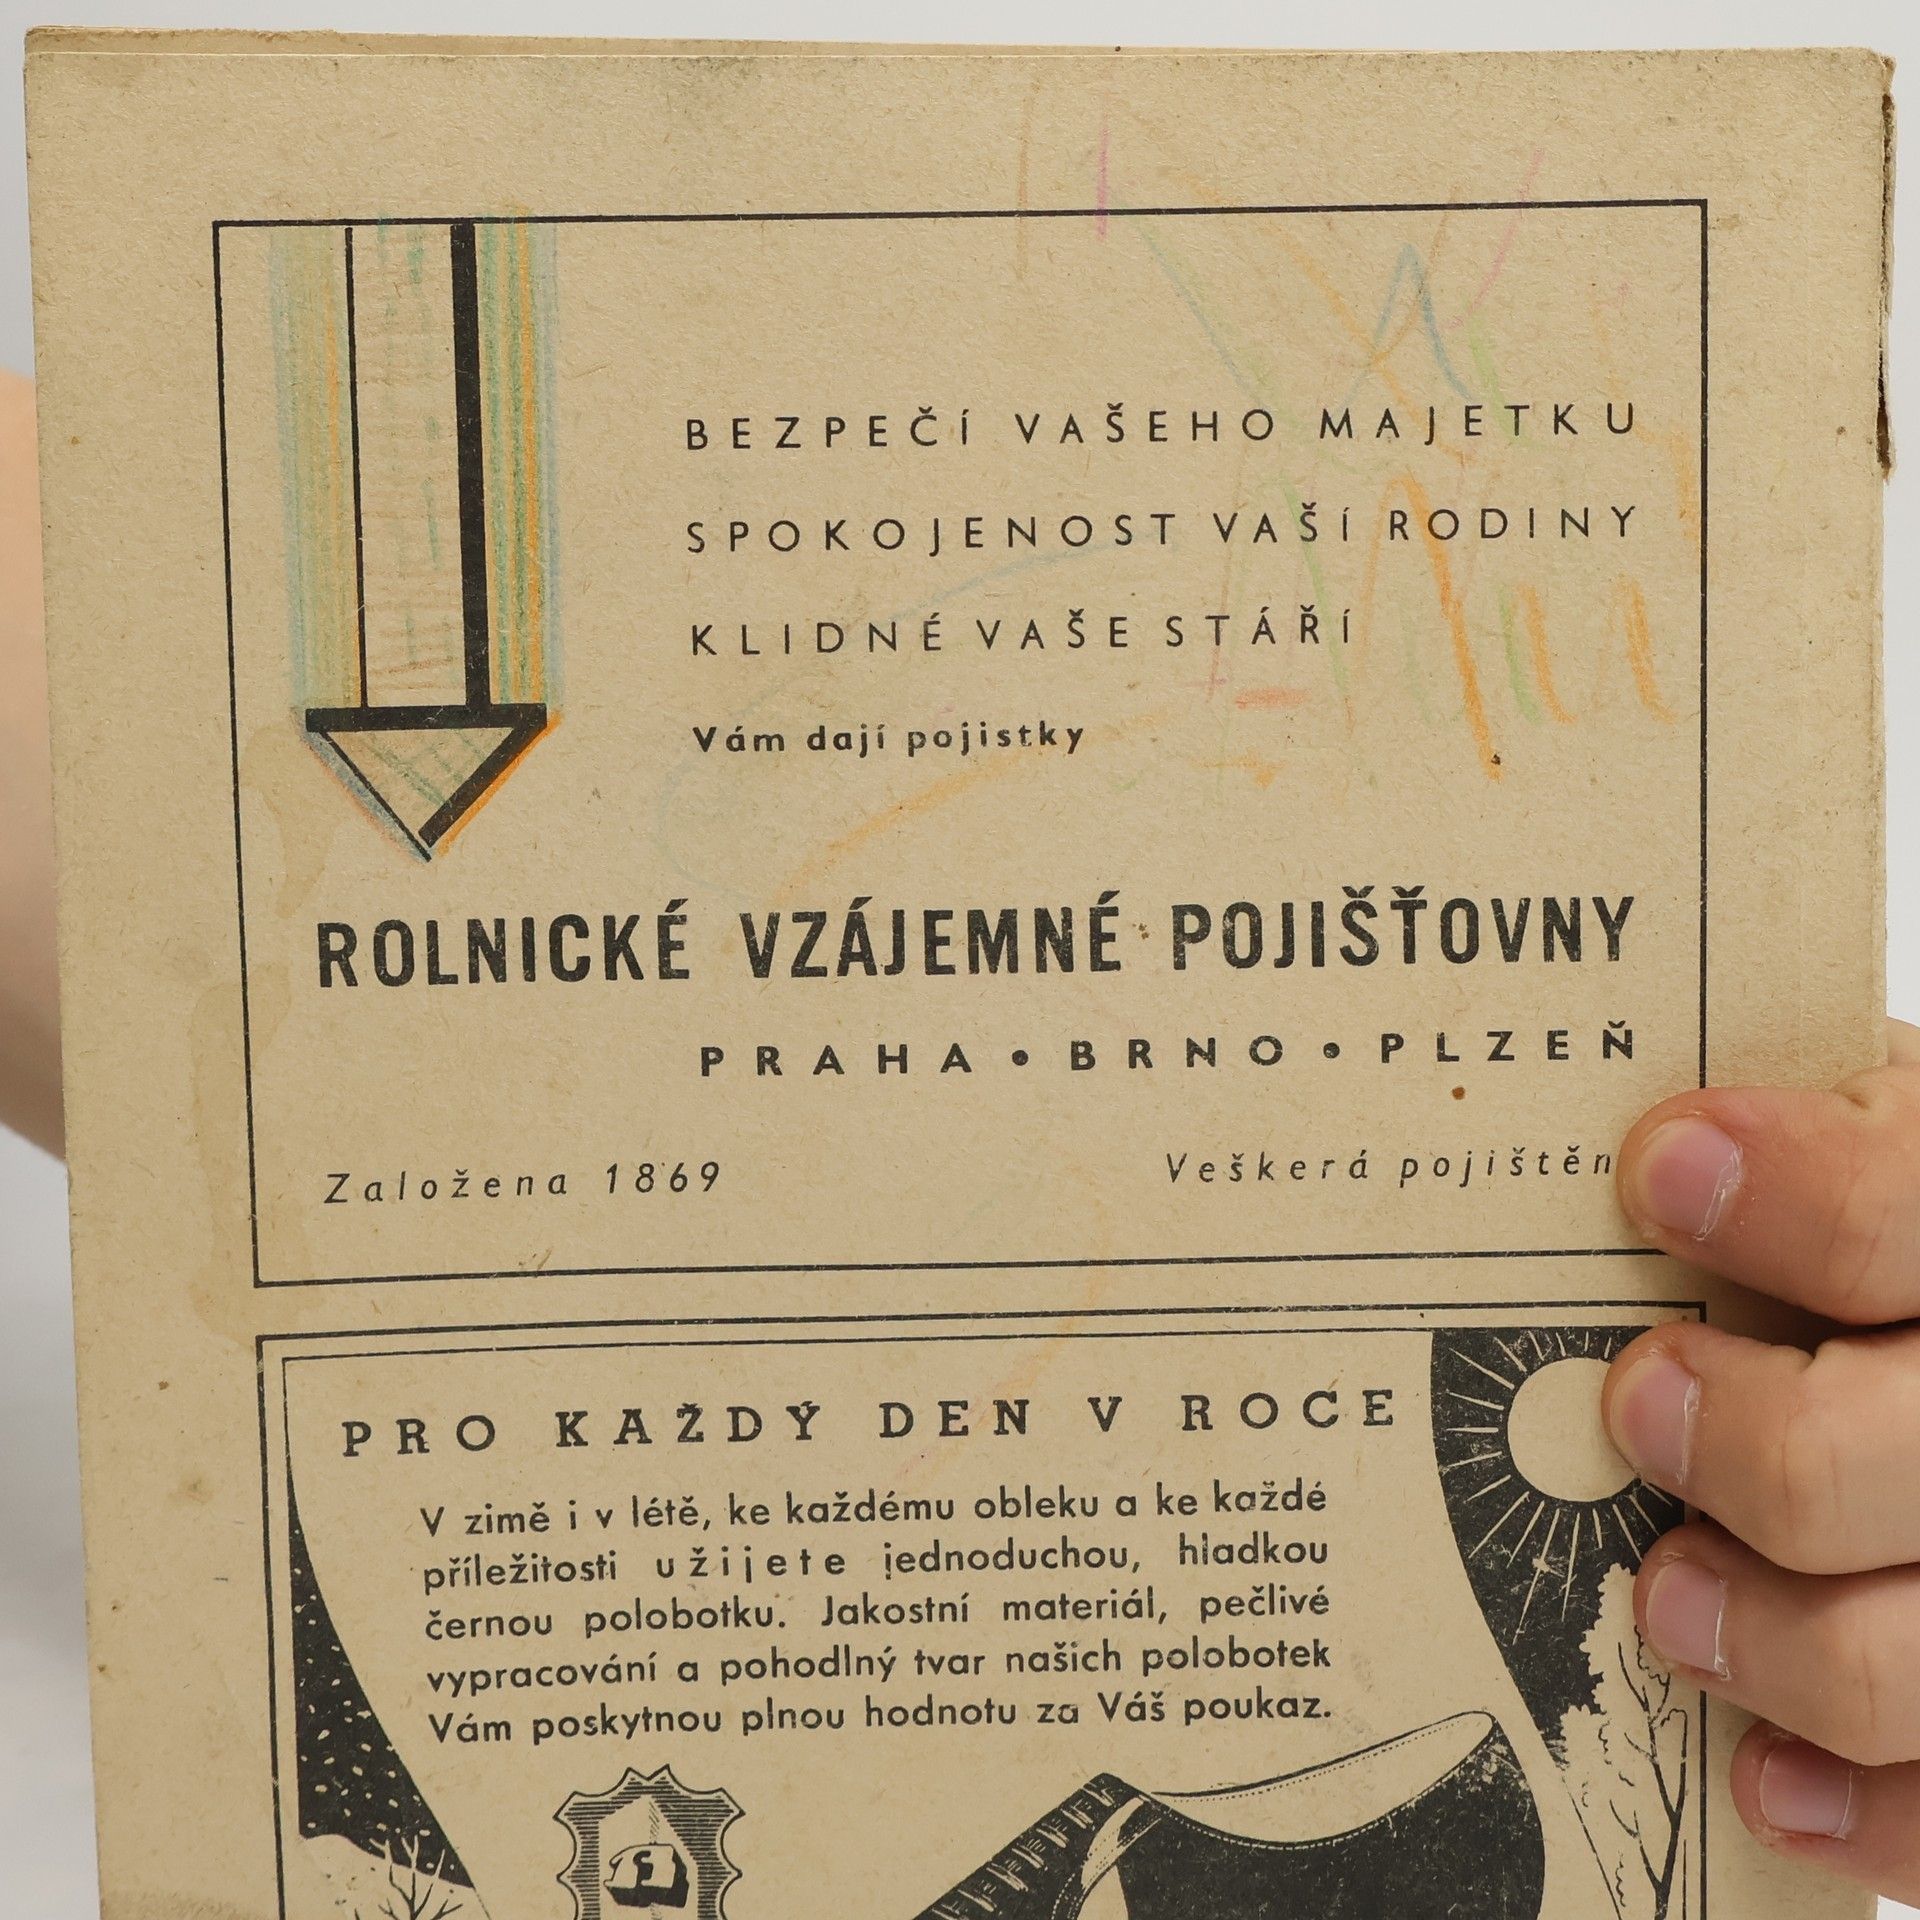 BEZPEČÍ VAŠEHO MAJETKU
SPOKOJENOST VAŠÍ RODINY
KLIDNÉ VAŠE STÁŘÍ
Vám dají pojistky
ROLNICKÉ VZÁJEMNÉ POJIŠŤOVNY
PRAHA • BRNO • PLZEŇ
Založena 1869
Veškerá
PRO KAŽDÝ DEN V ROCE
V zimě i v létě, ke každému obleku a ke každé
příležitosti užijete jednoduchou, hladkou
černou polobotku. Jakostní materiál, pečlivé
vypracování a pohodlný tvar našich polobotek
Vám poskytnou plnou hodnotu za Váš poukaz.